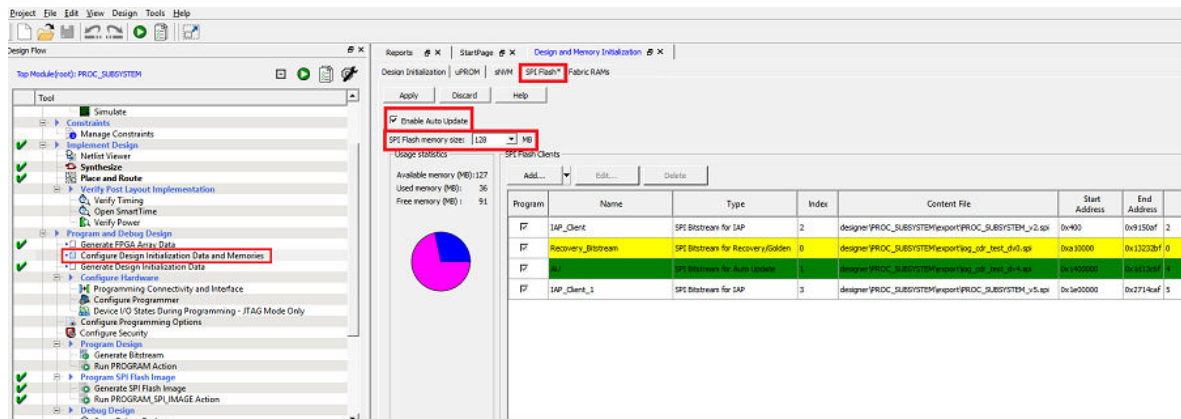 Project Edit View Design Tools Help
Design Flow
Top Module(root): PROC_SUBSYSTEM
Tool
Simulate
Constraints
Manage Constraints
Implement Design
Netlist Viewer
Synthesize
Place and Route
Verify Post Layout Implementation
Verify Timing
Open SmartTime
Verify Power
Program and Debug Design
Generate FPGA Array Data
Configure Design Initialization Data and Memories
Generate Design Initialization Data
Configure Hardware
Programming Connectivity and Interface
Configure Programmer
Device I/O States During Programming - JTAG Mode Only
Configure Programming Options
Configure Security
Program Design
Generate Bitstream
Run PROGRAM Action
Program SPI Flash Image
Generate SPI Flash Image
Run PROGRAM_SPI_IMAGE Action
Debug Design
Reports StartPage Design and Memory Initialization
Design Initialization uPROM sNVM SPI Flash* Fabric RAMs
Apply Discard Help
Enable Auto Update
SPI Flash memory size: 128 MB
Usage statistics
Available memory (MB):127
Used memory (MB): 36
Free memory (MB) : 91
SPI Flash Clients
Add... Edit... Delete
Program Name Type Index Content File Start Address End Address
IAP_Client SPI Bitstream for IAP 2 designer\PROC_SUBSYSTEM\export\PROC_SUBSYSTEM_v2.spi 0x400 0x9150af 2
Recovery_Bitstream SPI Bitstream for Recovery/Golden 0 0xa10000 0x13232bf 0
AU SPI Bitstream for Auto Update 1 0x1400000 4
IAP_Client_1 SPI Bitstream for IAP 3 designer\PROC_SUBSYSTEM\export\PROC_SUBSYSTEM_v5.spi 0x1e00000 0x2714caf 5